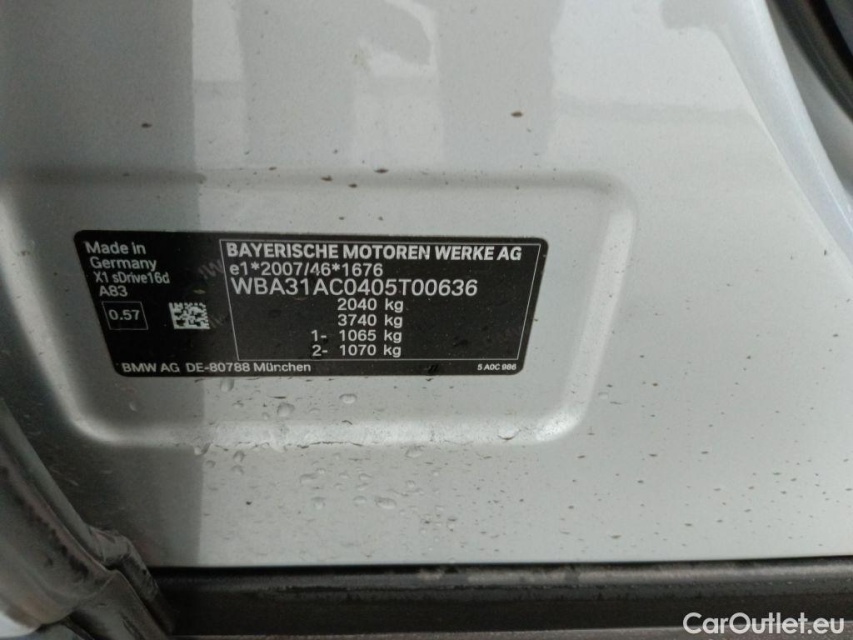 Made in
Germany
X1 sDrive16d
A83
0.57
BAYERISCHE MOTOREN WERKE AG
e1*2007/46*1676
WBA31AC0405T00636
2040 kg
3740 kg
1- 1065 kg
2- 1070 kg
BMW AG DE-80788 München
5 A0C 986
CarOutlet.eu